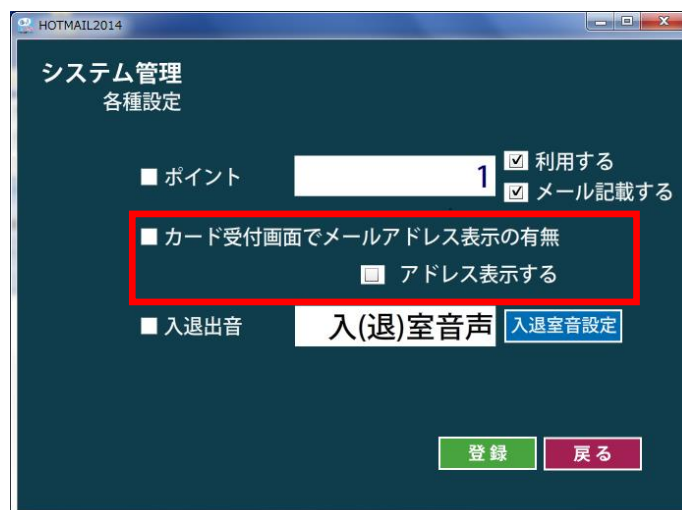 HOTMAIL2014
システム管理
各種設定
■ ポイント 1 利用する
メール記載する
■ カード受付画面でメールアドレス表示の有無
アドレス表示する
■ 入退出音 入(退)室音声 入退室音設定
登録 戻る